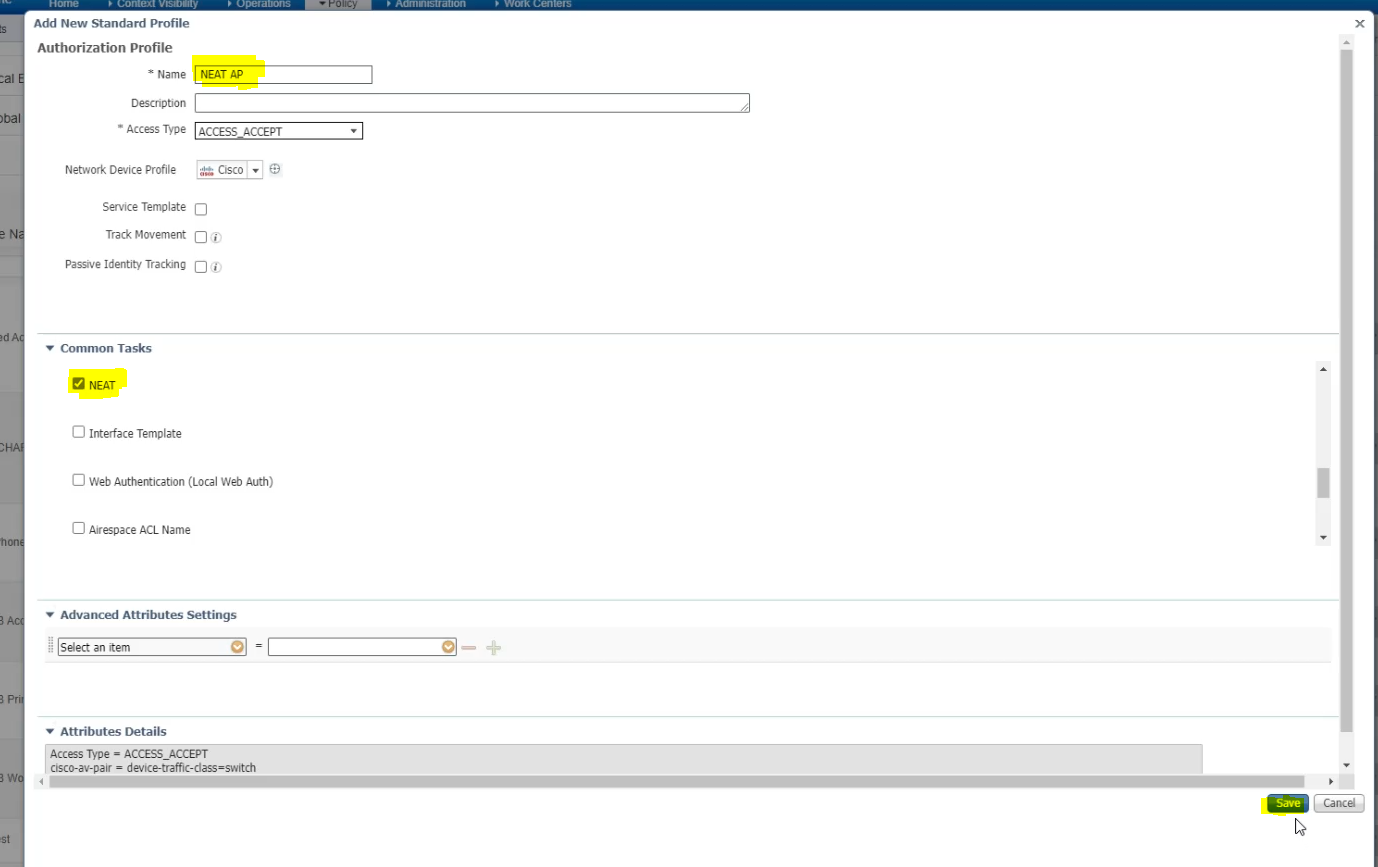 Home Context Visibility Operations Policy Administration Work Centers
Add New Standard Profile
Authorization Profile
* Name NEAT AP
Description
* Access Type ACCESS_ACCEPT
Network Device Profile Cisco
Service Template
Track Movement
Passive Identity Tracking
Common Tasks
NEAT
Interface Template
Web Authentication (Local Web Auth)
Airespace ACL Name
Advanced Attributes Settings
Select an item =
Attributes Details
Access Type = ACCESS_ACCEPT
cisco-av-pair = device-traffic-class=switch
Save Cancel